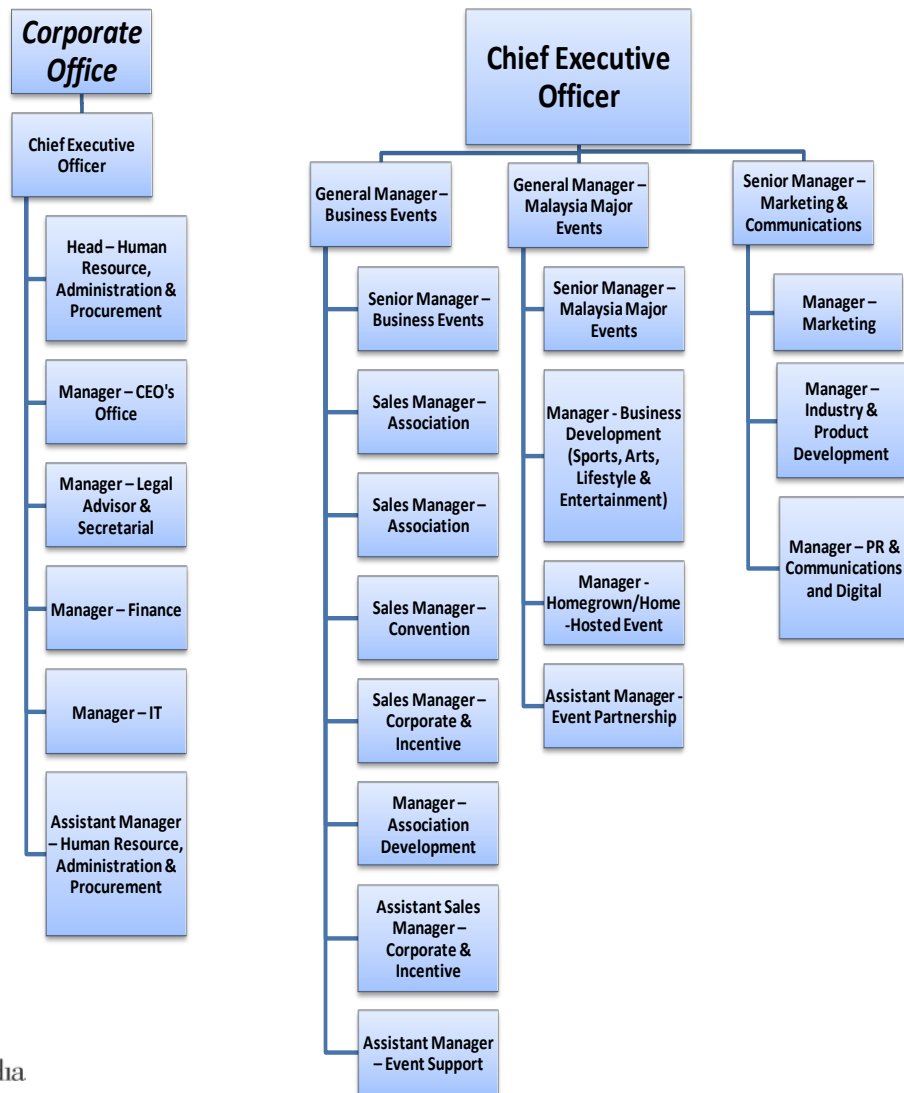 Corporate
Office
Chief Executive
Officer
Head – Human
Resource,
Administration &
Procurement
Manager – CEO's
Office
Manager – Legal
Advisor &
Secretarial
Manager – Finance
Manager – IT
Assistant Manager
– Human Resource,
Administration &
Procurement
Chief Executive
Officer
General Manager –
Business Events
Senior Manager –
Business Events
Sales Manager –
Association
Sales Manager –
Association
Sales Manager –
Convention
Sales Manager –
Corporate &
Incentive
Manager –
Association
Development
Assistant Sales
Manager –
Corporate &
Incentive
Assistant Manager
– Event Support
General Manager –
Malaysia Major
Events
Senior Manager –
Malaysia Major
Events
Manager - Business
Development
(Sports, Arts,
Lifestyle &
Entertainment)
Manager -
Homegrown/Home
-Hosted Event
Assistant Manager -
Event Partnership
Senior Manager –
Marketing &
Communications
Manager –
Marketing
Manager –
Industry &
Product
Development
Manager – PR &
Communications
and Digital